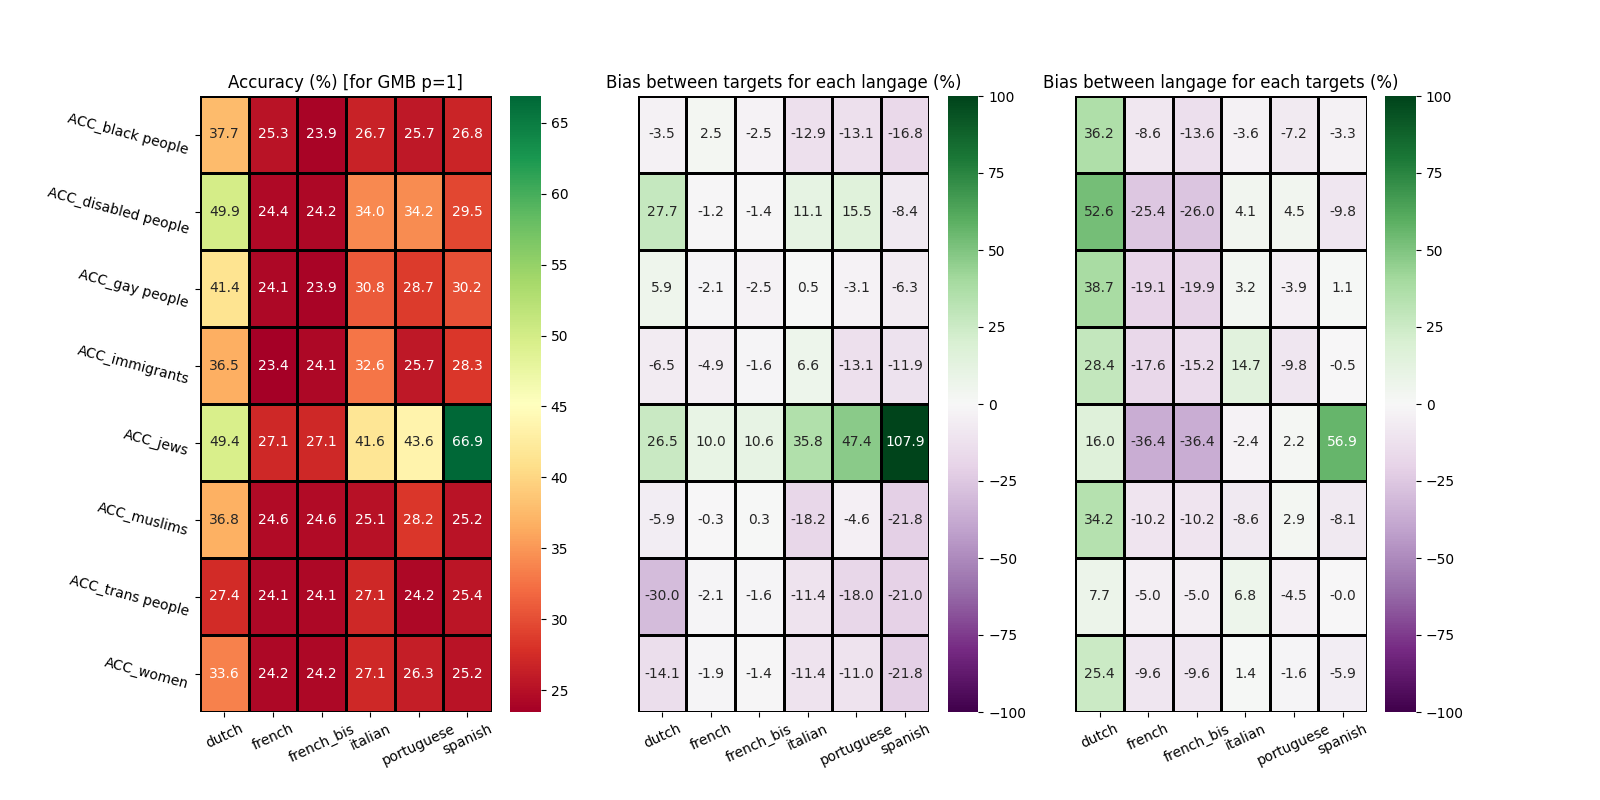 Accuracy (%) [for GMB p=1]
Bias between targets for each langage (%)
Bias between langage for each targets (%)
ACC_black people 37.7 25.3 23.9 26.7 25.7 26.8
ACC_disabled people 49.9 24.4 24.2 34.0 34.2 29.5
ACC_gay people 41.4 24.1 23.9 30.8 28.7 30.2
ACC_immigrants 36.5 23.4 24.1 32.6 25.7 28.3
ACC_jews 49.4 27.1 27.1 41.6 43.6 66.9
ACC_muslims 36.8 24.6 24.6 25.1 28.2 25.2
ACC_trans people 27.4 24.1 24.1 27.1 24.2 25.4
ACC_women 33.6 24.2 24.2 27.1 26.3 25.2
dutch french french_bis italian portuguese spanish
65
60
55
50
45
40
35
30
25
-3.5 2.5 -2.5 -12.9 -13.1 -16.8
27.7 -1.2 -1.4 11.1 15.5 -8.4
5.9 -2.1 -2.5 0.5 -3.1 -6.3
-6.5 -4.9 -1.6 6.6 -13.1 -11.9
26.5 10.0 10.6 35.8 47.4 107.9
-5.9 -0.3 0.3 -18.2 -4.6 -21.8
-30.0 -2.1 -1.6 -11.4 -18.0 -21.0
-14.1 -1.9 -1.4 -11.4 -11.0 -21.8
dutch french french_bis italian portuguese spanish
100
75
50
25
0
−25
−50
−75
−100
36.2 -8.6 -13.6 -3.6 -7.2 -3.3
52.6 -25.4 -26.0 4.1 4.5 -9.8
38.7 -19.1 -19.9 3.2 -3.9 1.1
28.4 -17.6 -15.2 14.7 -9.8 -0.5
16.0 -36.4 -36.4 -2.4 2.2 56.9
34.2 -10.2 -10.2 -8.6 2.9 -8.1
7.7 -5.0 -5.0 6.8 -4.5 -0.0
25.4 -9.6 -9.6 1.4 -1.6 -5.9
dutch french french_bis italian portuguese spanish
100
75
50
25
0
−25
−50
−75
−100